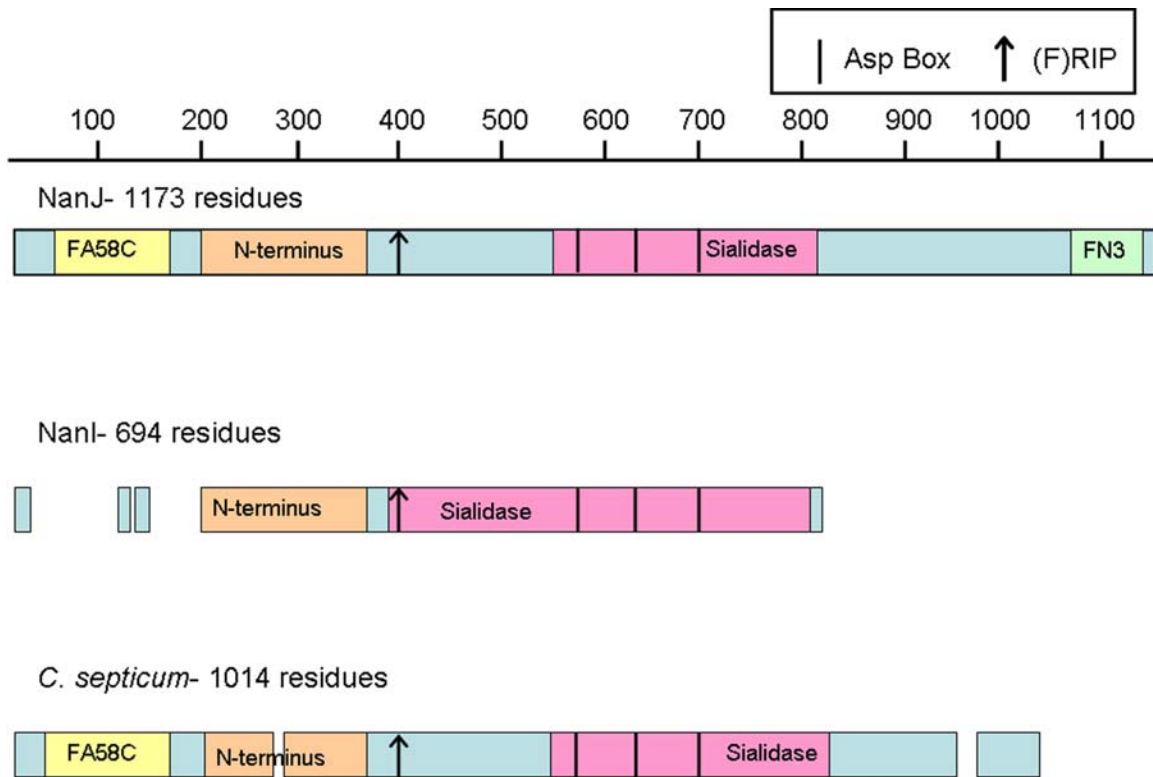 Asp Box (F)RIP
100 200 300 400 500 600 700 800 900 1000 1100
NanJ- 1173 residues
FA58C N-terminus Sialidase FN3
NanI- 694 residues
N-terminus Sialidase
C. septicum- 1014 residues
FA58C N-terminus Sialidase